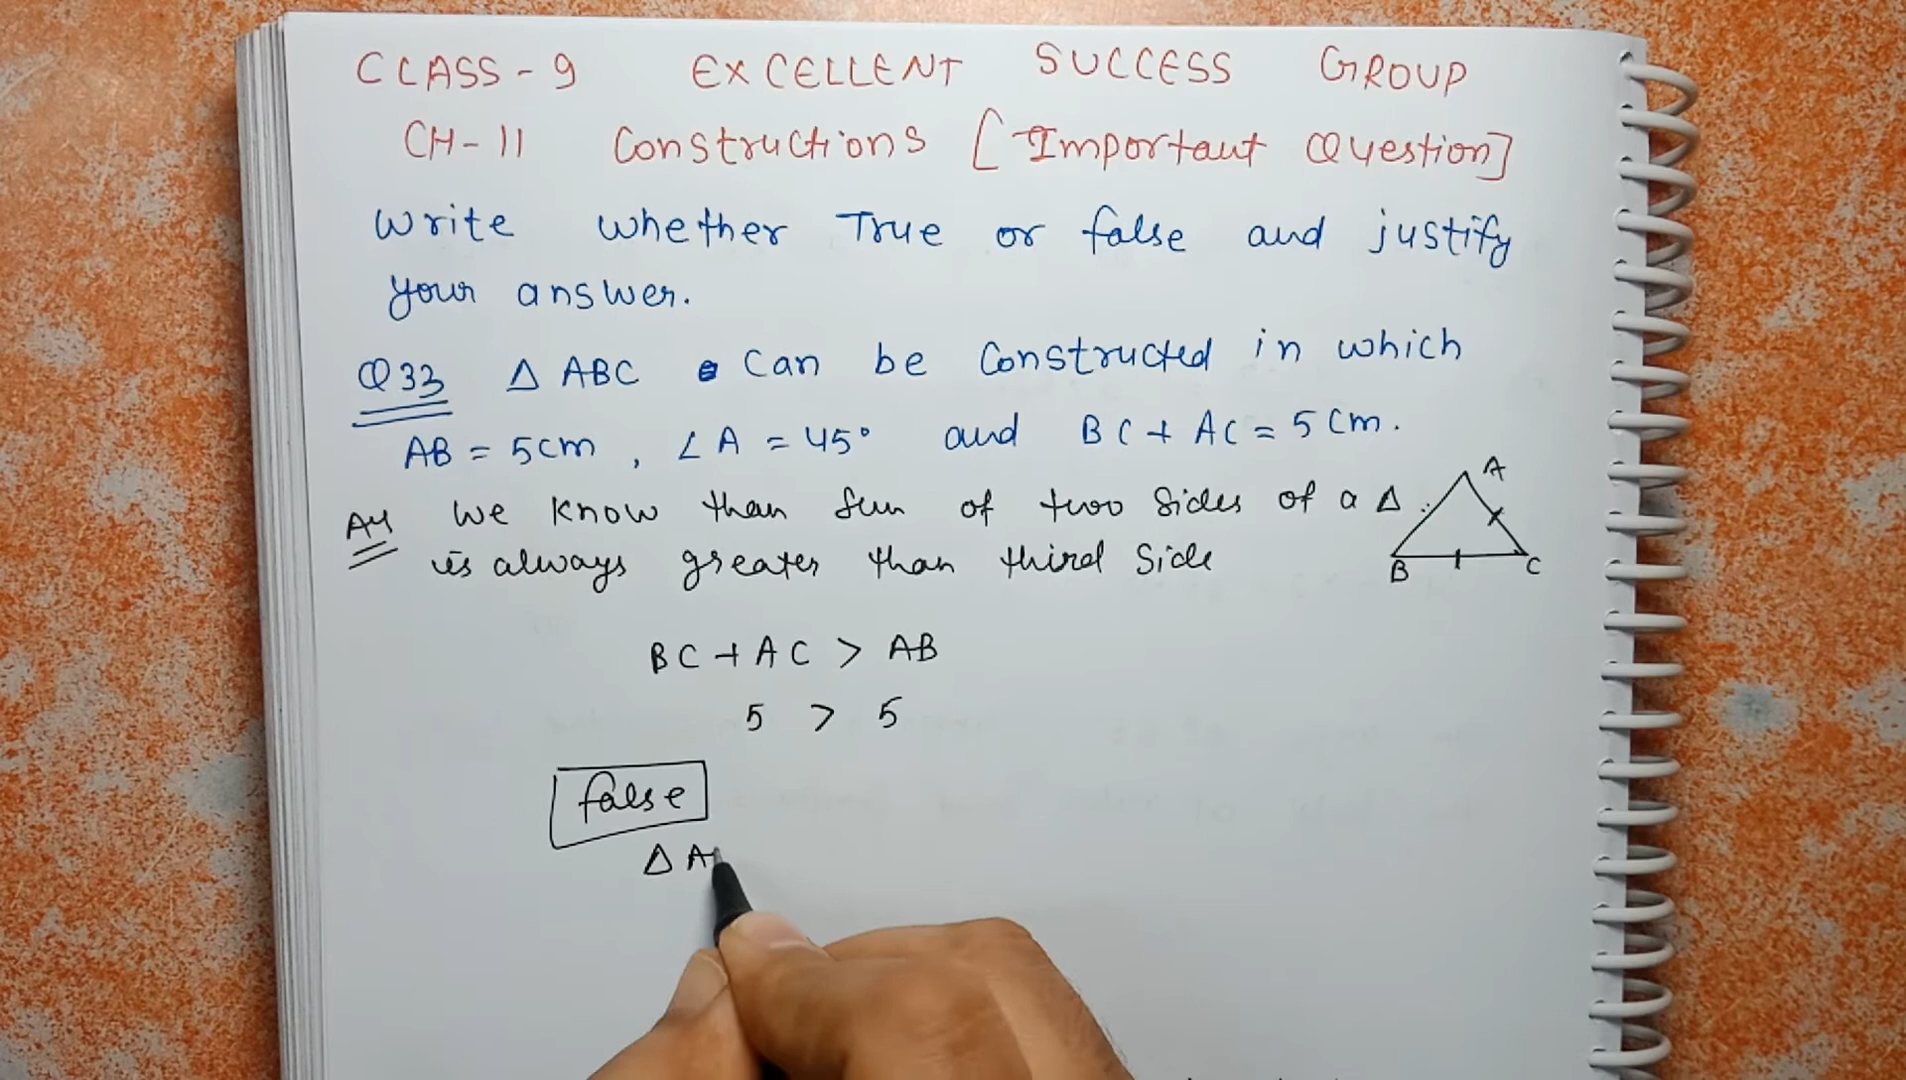 CLASS-9 EXCELLENT SUCCESS GROUP
CH-11 Constructions [Important Question]
Write whether True or false and justify
your answer.
Q33 Δ ABC Can be Constructed in which
AB = 5cm, ∠A = 45° and BC + AC = 5 Cm.
We know than Sum of two Sides of a Δ
is always greater than third Side
A
B C
BC + AC > AB
5 > 5
false
Δ A